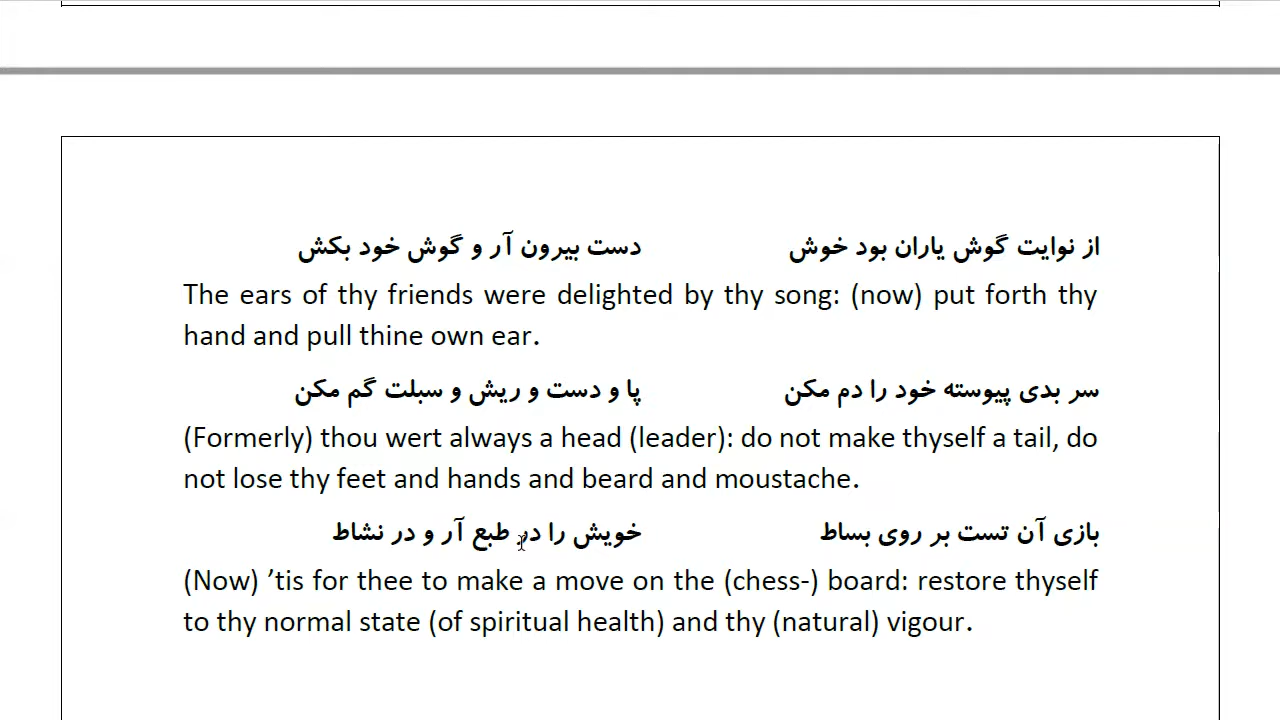 از نوایت گوش یاران بود خوش دست بیرون آر و گوش خود بکش
The ears of thy friends were delighted by thy song: (now) put forth thy
hand and pull thine own ear.
سر بدی پیوسته خود را دم مکن پا و دست و ریش و سبلت گم مکن
(Formerly) thou wert always a head (leader): do not make thyself a tail, do
not lose thy feet and hands and beard and moustache.
بازی آن تست بر روی بساط خویش را در طبع آر و در نشاط
(Now) ’tis for thee to make a move on the (chess-) board: restore thyself
to thy normal state (of spiritual health) and thy (natural) vigour.